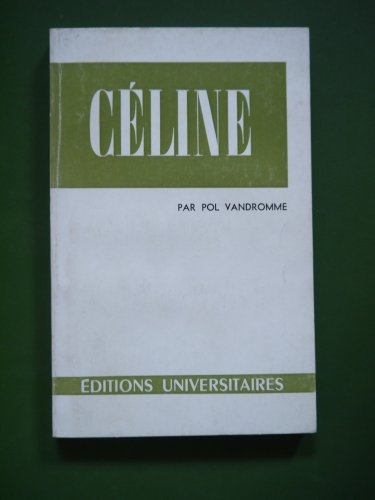 CÉLINE
PAR POL VANDROMME
ÉDITIONS UNIVERSITAIRES